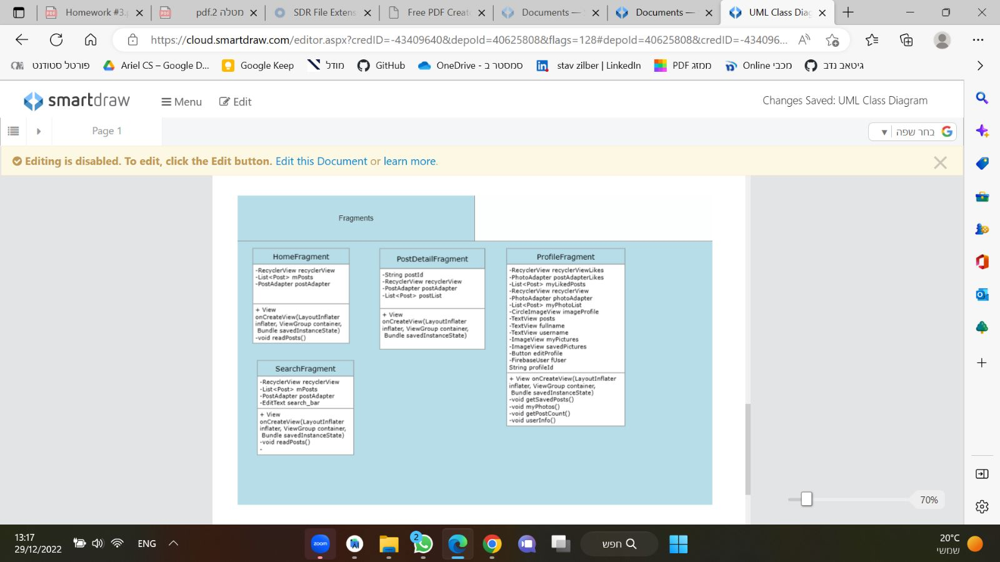 Homework #3.
מטלה 2.pdf
SDR File Extens
Free PDF Creat
Documents —
Documents —
UML Class Diag
https://cloud.smartdraw.com/editor.aspx?credID=-43409640&depoId=40625808&flags=128#depoId=40625808&credID=-434096...
פורטל סטודנט
Ariel CS – Google D...
Google Keep
מודל
GitHub
OneDrive - סמסטר ב
stav zilber | LinkedIn
ממזג PDF
מכבי Online
גיטאב נדב
smartdraw
Menu
Edit
Changes Saved: UML Class Diagram
Page 1
בחר שפה
Editing is disabled. To edit, click the Edit button. Edit this Document or learn more.
Fragments
HomeFragment
-RecyclerView recyclerView
-List<Post> mPosts
-PostAdapter postAdapter
+ View
onCreateView(LayoutInflater
inflater, ViewGroup container,
Bundle savedInstanceState)
-void readPosts()
PostDetailFragment
-String postId
-RecyclerView recyclerView
-PostAdapter postAdapter
-List<Post> postList
+ View
onCreateView(LayoutInflater
inflater, ViewGroup container,
Bundle savedInstanceState)
ProfileFragment
-RecyclerView recyclerViewLikes
-PhotoAdapter postAdapterLikes
-List<Post> myLikedPosts
-RecyclerView recyclerView
-PhotoAdapter photoAdapter
-List<Post> myPhotoList
-CircleImageView imageProfile
-TextView posts
-TextView fullname
-TextView username
-ImageView myPictures
-ImageView savedPictures
-Button editProfile
-FirebaseUser fUser
String profileId
+ View onCreateView(LayoutInflater
inflater, ViewGroup container,
Bundle savedInstanceState)
-void getSavedPosts()
-void myPhotos()
-void getPostCount()
-void userInfo()
SearchFragment
-RecyclerView recyclerView
-List<Post> mPosts
-PostAdapter postAdapter
-EditText search_bar
+ View
onCreateView(LayoutInflater
inflater, ViewGroup container,
Bundle savedInstanceState)
-void readPosts()
-
70%
13:17
29/12/2022
ENG
zoom
2
חפש
20°C
שמשי